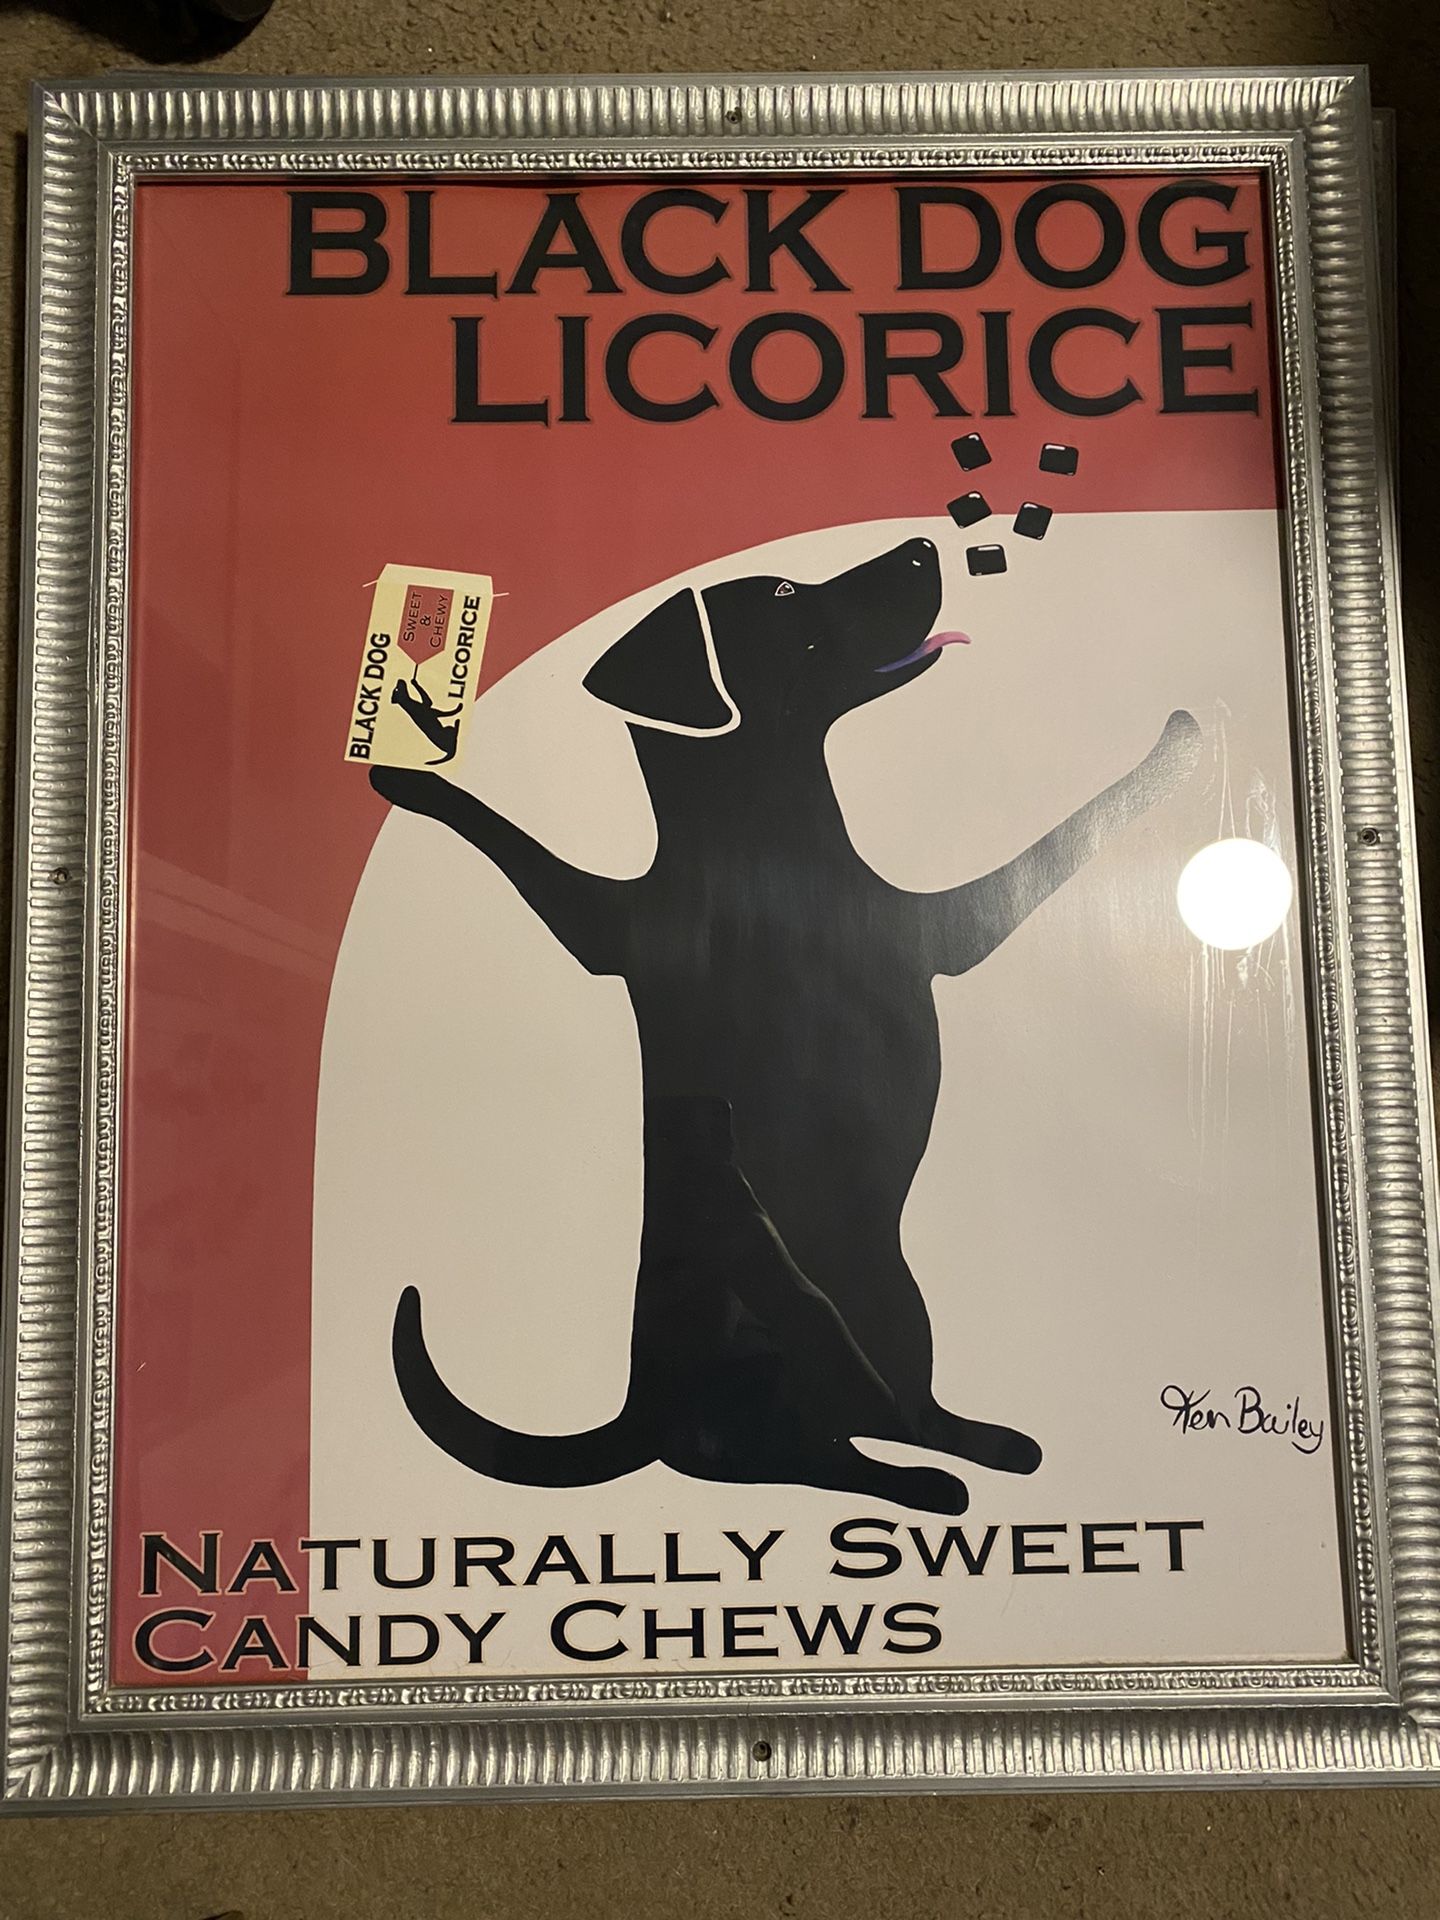 BLACK DOG
LICORICE
BLACK DOG
SWEET
&
CHEWY
LICORICE
Ken Bailey
NATURALLY SWEET
CANDY CHEWS